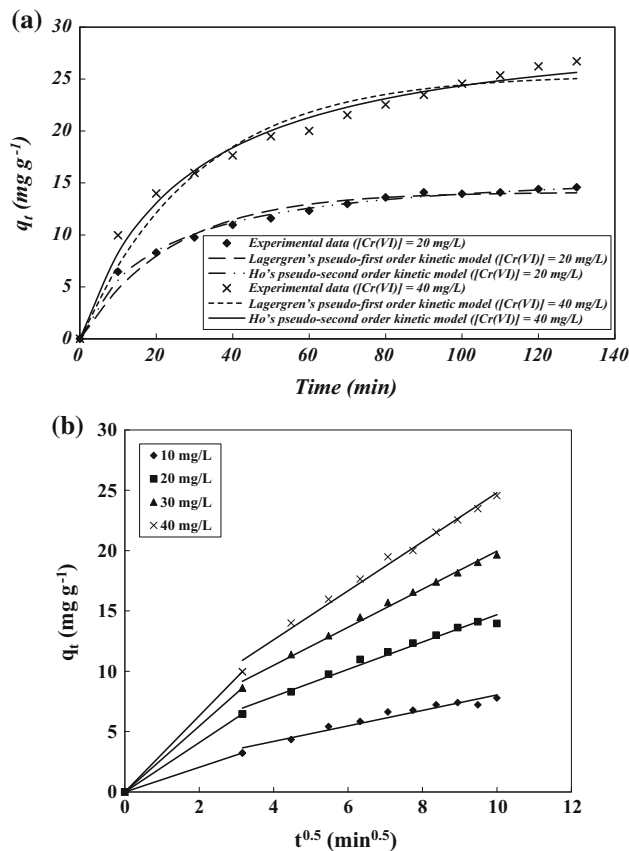 (a)
30
25
20
15
10
5
0
q_t (mg g⁻¹)
Experimental data ([Cr(VI)] = 20 mg/L)
Lagergren's pseudo-first order kinetic model ([Cr(VI)] = 20 mg/L)
Ho's pseudo-second order kinetic model ([Cr(VI)] = 20 mg/L)
Experimental data ([Cr(VI)] = 40 mg/L)
Lagergren's pseudo-first order kinetic model ([Cr(VI)] = 40 mg/L)
Ho's pseudo-second order kinetic model ([Cr(VI)] = 40 mg/L)
0 20 40 60 80 100 120 140
Time (min)
(b)
30
25
20
15
10
5
0
q_t (mg g⁻¹)
10 mg/L
20 mg/L
30 mg/L
40 mg/L
0 2 4 6 8 10 12
t^0.5 (min^0.5)